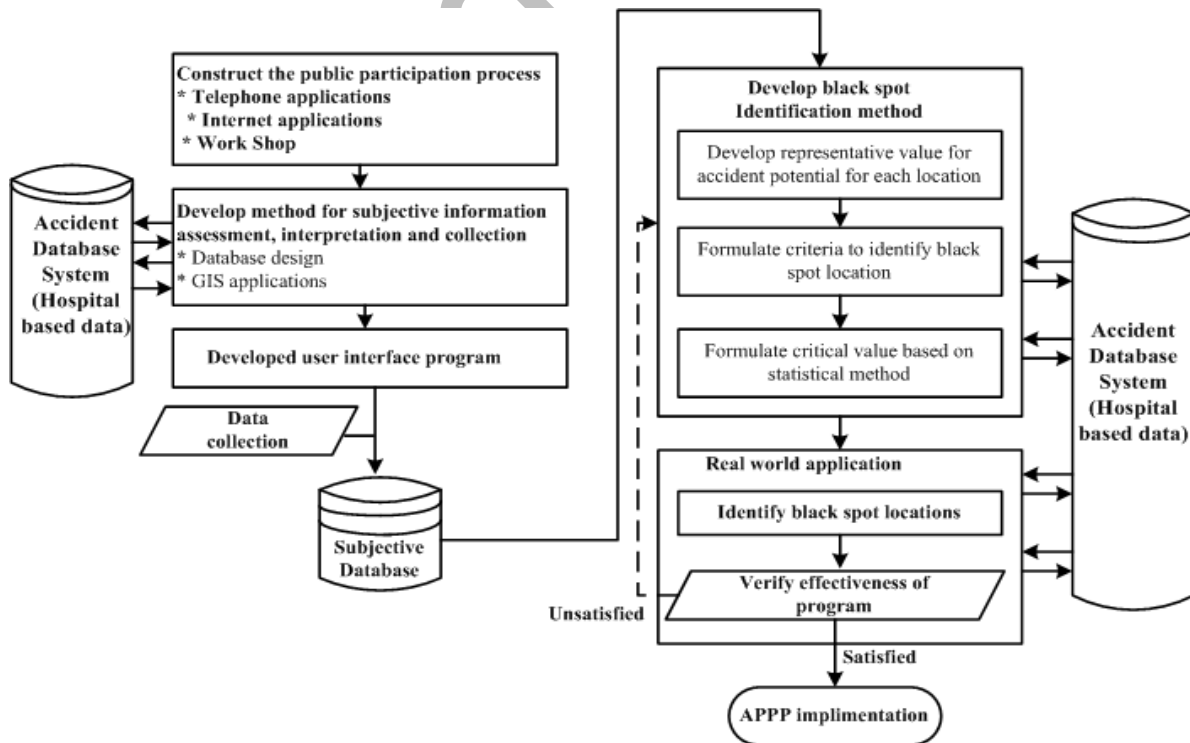 Construct the public participation process
* Telephone applications
* Internet applications
* Work Shop
Accident
Database
System
(Hospital
based data)
Develop method for subjective information
assessment, interpretation and collection
* Database design
* GIS applications
Developed user interface program
Data
collection
Subjective
Database
Develop black spot
Identification method
Develop representative value for
accident potential for each location
Formulate criteria to identify black
spot location
Formulate critical value based on
statistical method
Accident
Database
System
(Hospital
based data)
Real world application
Identify black spot locations
Verify effectiveness of
program
Unsatisfied
Satisfied
APPP implimentation